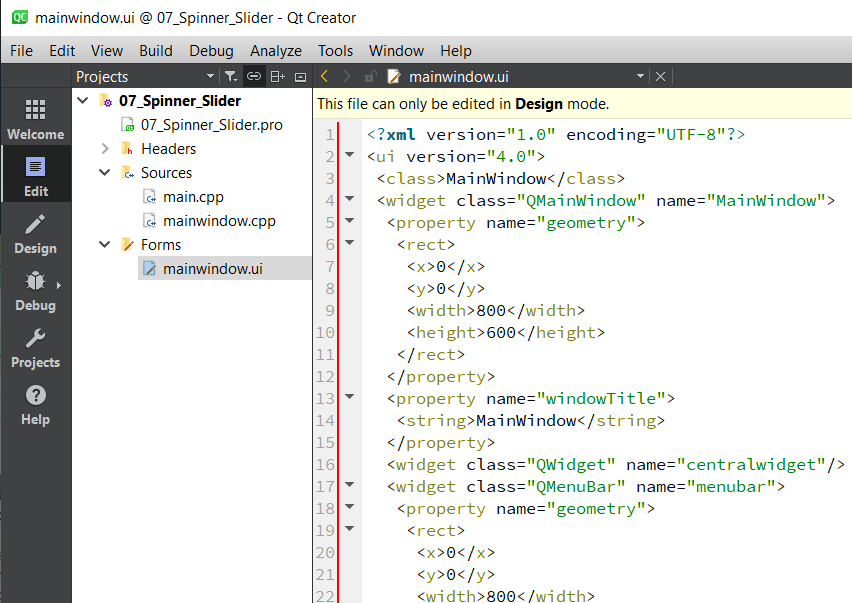 QC mainwindow.ui @ 07_Spinner_Slider - Qt Creator
File Edit View Build Debug Analyze Tools Window Help
Projects
mainwindow.ui
Welcome
Edit
Design
Debug
Projects
Help
07_Spinner_Slider
07_Spinner_Slider.pro
Headers
Sources
main.cpp
mainwindow.cpp
Forms
mainwindow.ui
This file can only be edited in Design mode.
1 <?xml version="1.0" encoding="UTF-8"?>
2 <ui version="4.0">
3 <class>MainWindow</class>
4 <widget class="QMainWindow" name="MainWindow">
5 <property name="geometry">
6 <rect>
7 <x>0</x>
8 <y>0</y>
9 <width>800</width>
10 <height>600</height>
11 </rect>
12 </property>
13 <property name="windowTitle">
14 <string>MainWindow</string>
15 </property>
16 <widget class="QWidget" name="centralwidget"/>
17 <widget class="QMenuBar" name="menubar">
18 <property name="geometry">
19 <rect>
20 <x>0</x>
21 <y>0</y>
22 <width>800</width>